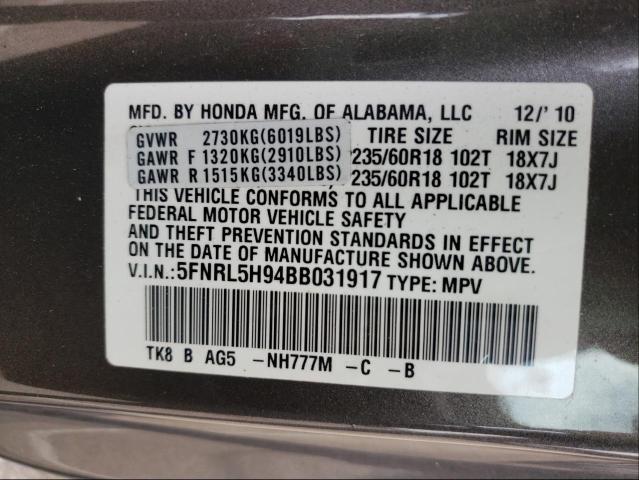 MFD. BY HONDA MFG. OF ALABAMA, LLC 12/' 10
GVWR 2730KG(6019LBS) TIRE SIZE RIM SIZE
GAWR F 1320KG(2910LBS) 235/60R18 102T 18X7J
GAWR R 1515KG(3340LBS) 235/60R18 102T 18X7J
THIS VEHICLE CONFORMS TO ALL APPLICABLE
FEDERAL MOTOR VEHICLE SAFETY
AND THEFT PREVENTION STANDARDS IN EFFECT
ON THE DATE OF MANUFACTURE SHOWN ABOVE.
V.I.N.:5FNRL5H94BB031917 TYPE: MPV
TK8 B AG5 -NH777M -C -B